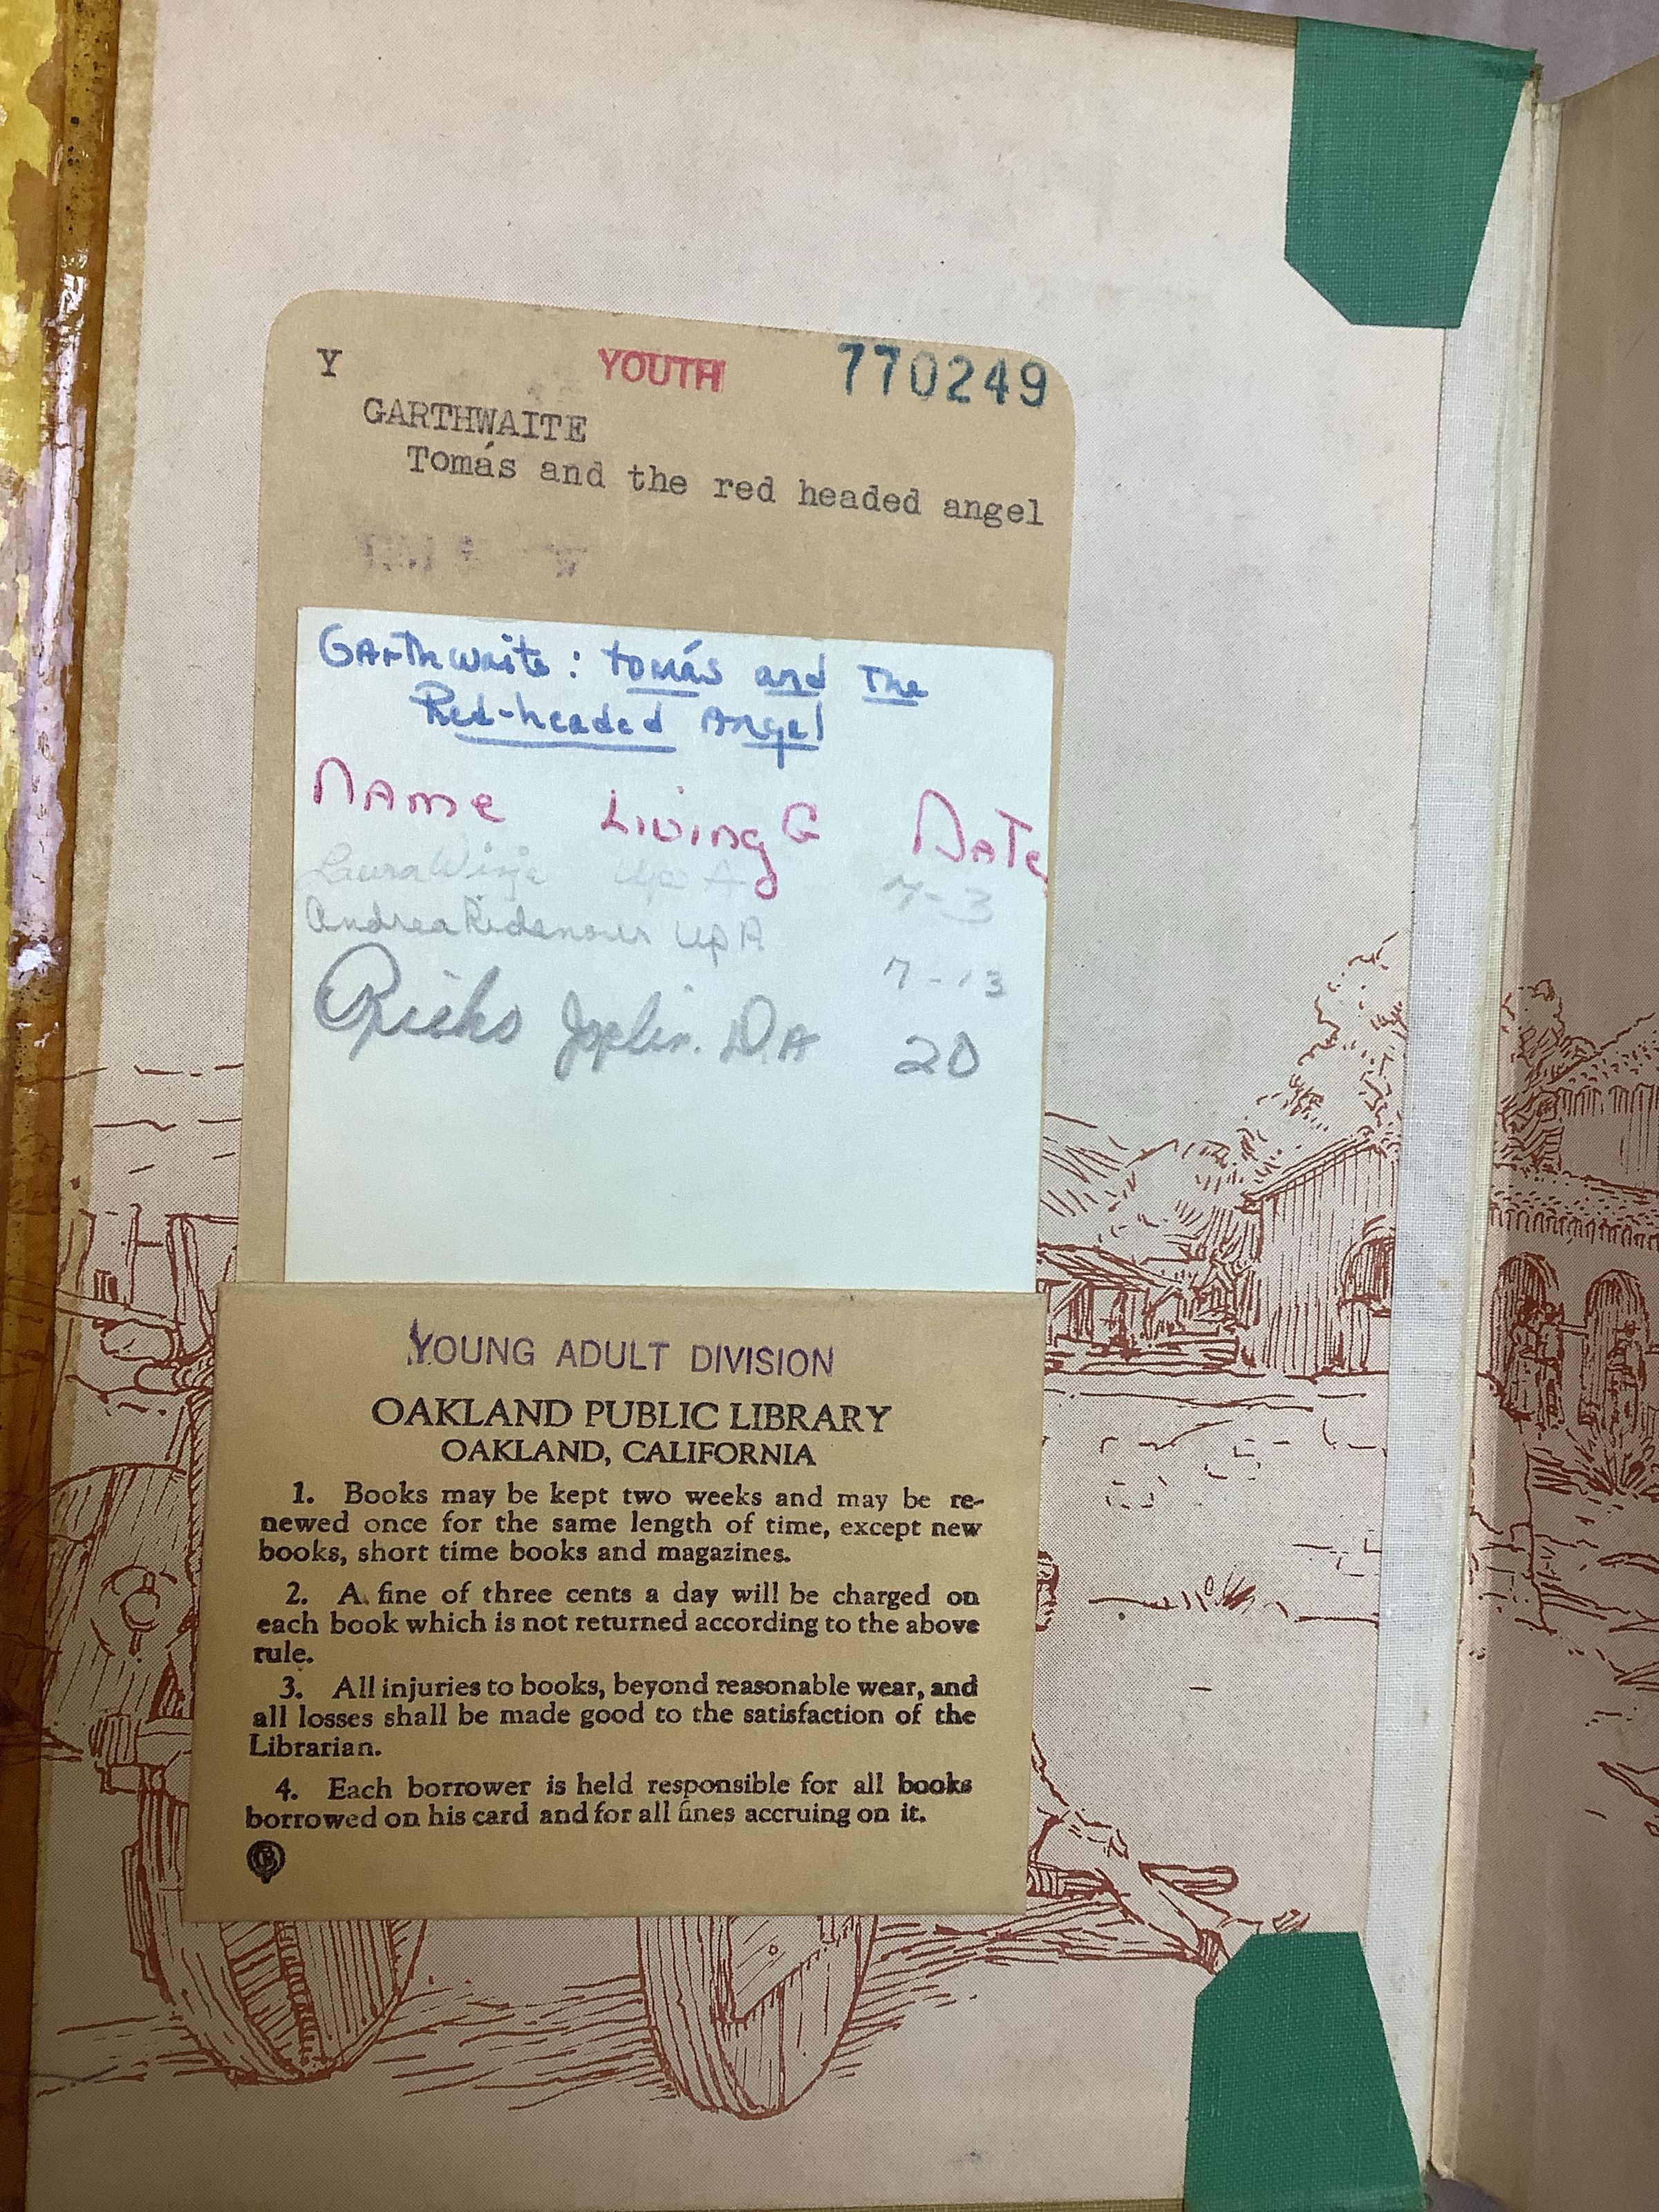 Y YOUTH 770249
GARTHWAITE
Tomás and the red headed angel
Garthwaite: Tomás and The
Red-headed Angel
Name Living G Date
Laura 7-3
Andrea Ridenour Up A
7-13
Joplin. D.A 20
YOUNG ADULT DIVISION
OAKLAND PUBLIC LIBRARY
OAKLAND, CALIFORNIA
1. Books may be kept two weeks and may be re-
newed once for the same length of time, except new
books, short time books and magazines.
2. A fine of three cents a day will be charged on
each book which is not returned according to the above
rule.
3. All injuries to books, beyond reasonable wear, and
all losses shall be made good to the satisfaction of the
Librarian.
4. Each borrower is held responsible for all books
borrowed on his card and for all fines accruing on it.